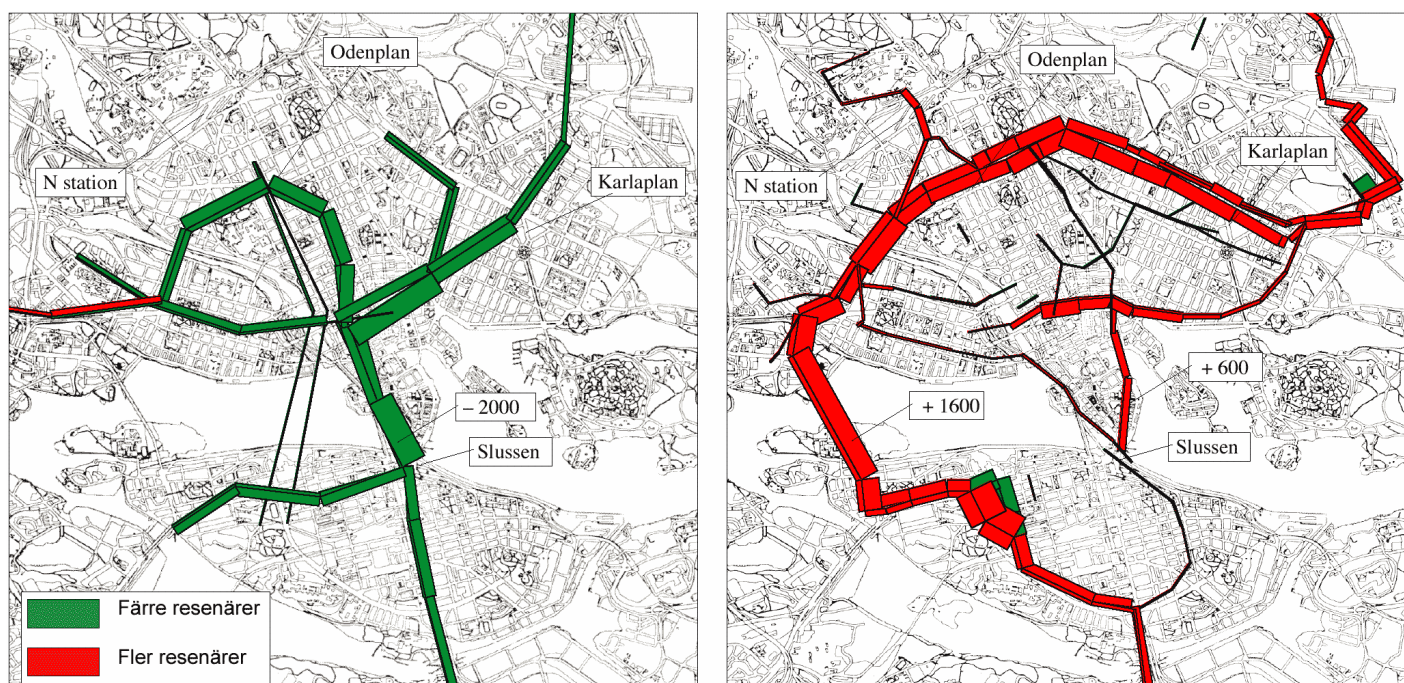 Odenplan
N station
Karlaplan
– 2000
Slussen
Färre resenärer
Fler resenärer
Odenplan
Karlaplan
N station
+ 600
+ 1600
Slussen